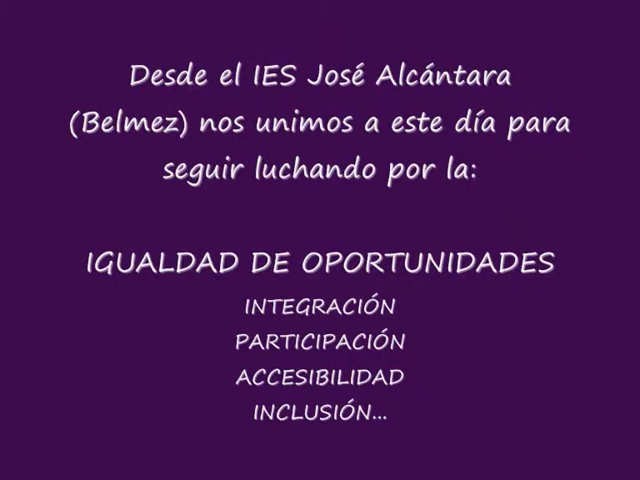 Desde el IES José Alcántara
(Belmez) nos unimos a este día para
seguir luchando por la:
IGUALDAD DE OPORTUNIDADES
INTEGRACIÓN
PARTICIPACIÓN
ACCESIBILIDAD
INCLUSIÓN...